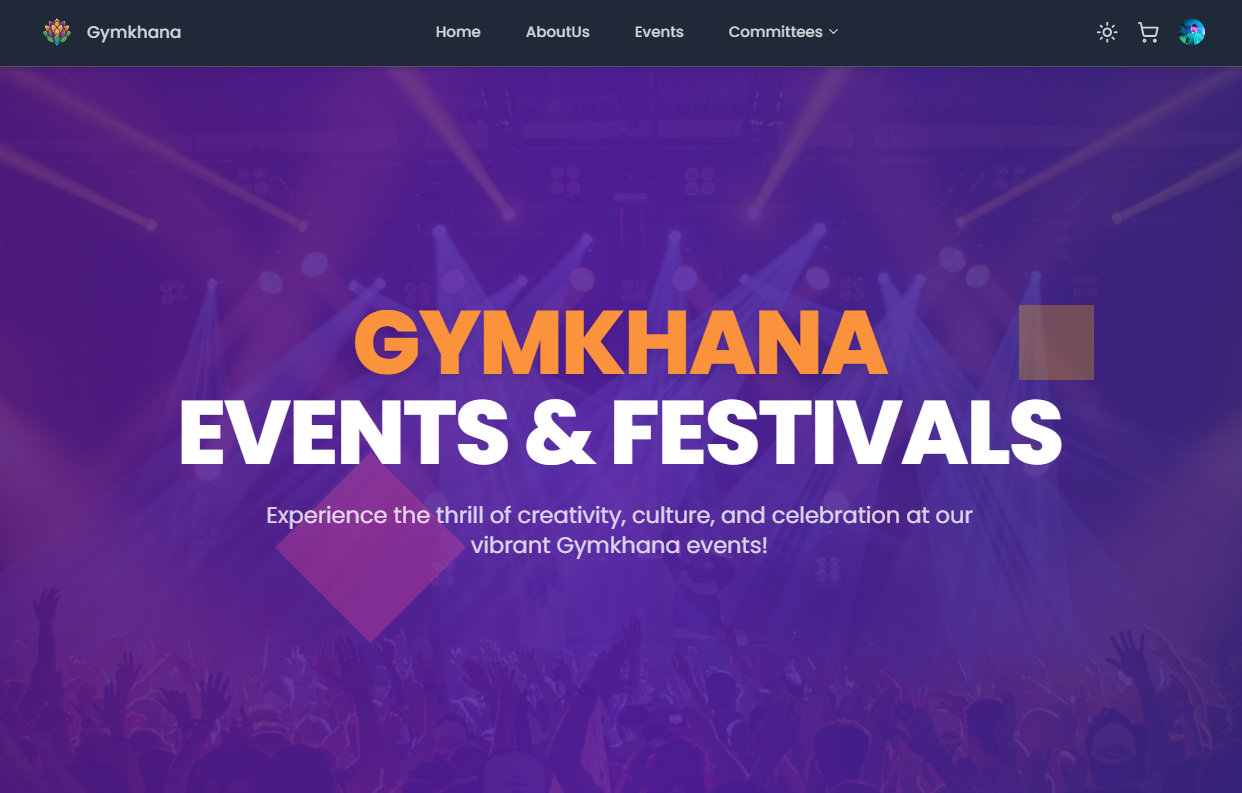 Gymkhana
Home
AboutUs
Events
Committees
GYMKHANA
EVENTS & FESTIVALS
Experience the thrill of creativity, culture, and celebration at our
vibrant Gymkhana events!